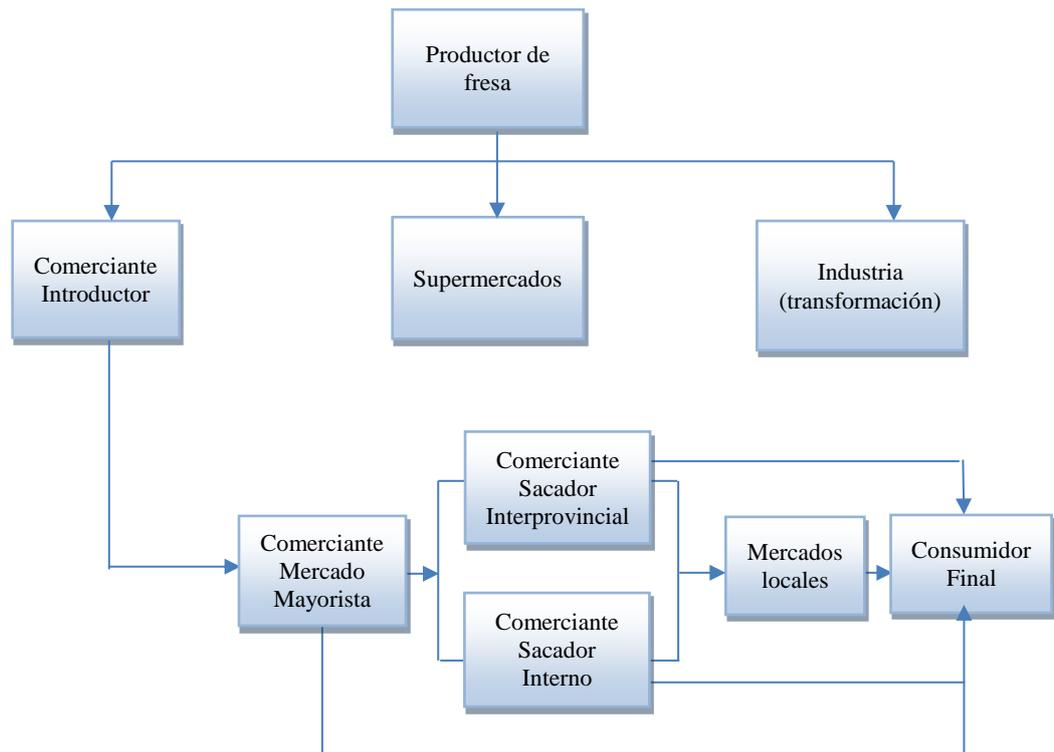 Productor de
fresa
Comerciante
Introductor
Supermercados
Industria
(transformación)
Comerciante
Sacador
Interprovincial
Comerciante
Mercado
Mayorista
Mercados
locales
Consumidor
Final
Comerciante
Sacador
Interno